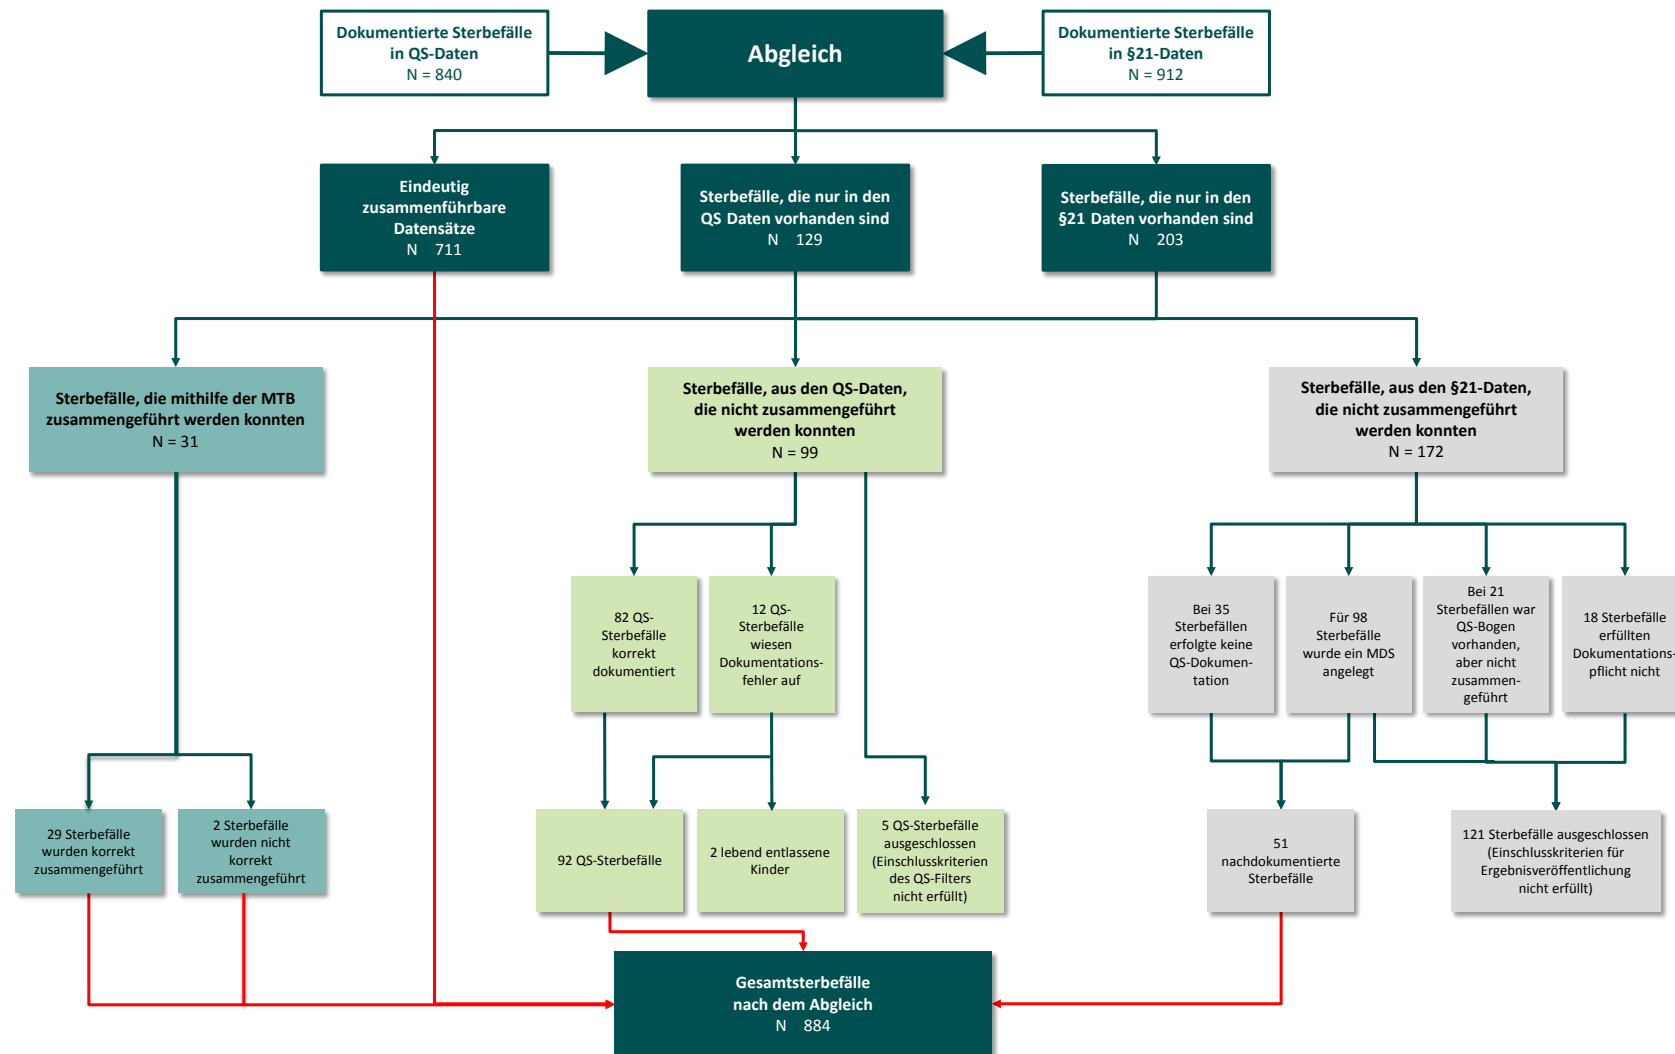 Dokumentierte Sterbefälle
in QS-Daten
N = 840
Abgleich
Dokumentierte Sterbefälle
in §21-Daten
N = 912
Eindeutig
zusammenführbare
Datensätze
N 711
Sterbefälle, die nur in den
QS Daten vorhanden sind
N 129
Sterbefälle, die nur in den
§21 Daten vorhanden sind
N 203
Sterbefälle, die mithilfe der MTB
zusammengeführt werden konnten
N = 31
Sterbefälle, aus den QS-Daten,
die nicht zusammengeführt
werden konnten
N = 99
Sterbefälle, aus den §21-Daten,
die nicht zusammengeführt
werden konnten
N = 172
82 QS-
Sterbefälle
korrekt
dokumentiert
12 QS-
Sterbefälle
wiesen
Dokumentations-
fehler auf
Bei 35
Sterbefällen
erfolgte keine
QS-Dokumen-
tation
Für 98
Sterbefälle
wurde ein MDS
angelegt
Bei 21
Sterbefällen war
QS-Bogen
vorhanden,
aber nicht
zusammen-
geführt
18 Sterbefälle
erfüllten
Dokumentations-
pflicht nicht
29 Sterbefälle
wurden korrekt
zusammengeführt
2 Sterbefälle
wurden nicht
korrekt
zusammengeführt
92 QS-Sterbefälle
2 lebend entlassene
Kinder
5 QS-Sterbefälle
ausgeschlossen
(Einschlusskriterien
des QS-Filters
nicht erfüllt)
51
nachdokumentierte
Sterbefälle
121 Sterbefälle ausgeschlossen
(Einschlusskriterien für
Ergebnisveröffentlichung
nicht erfüllt)
Gesamtsterbefälle
nach dem Abgleich
N 884